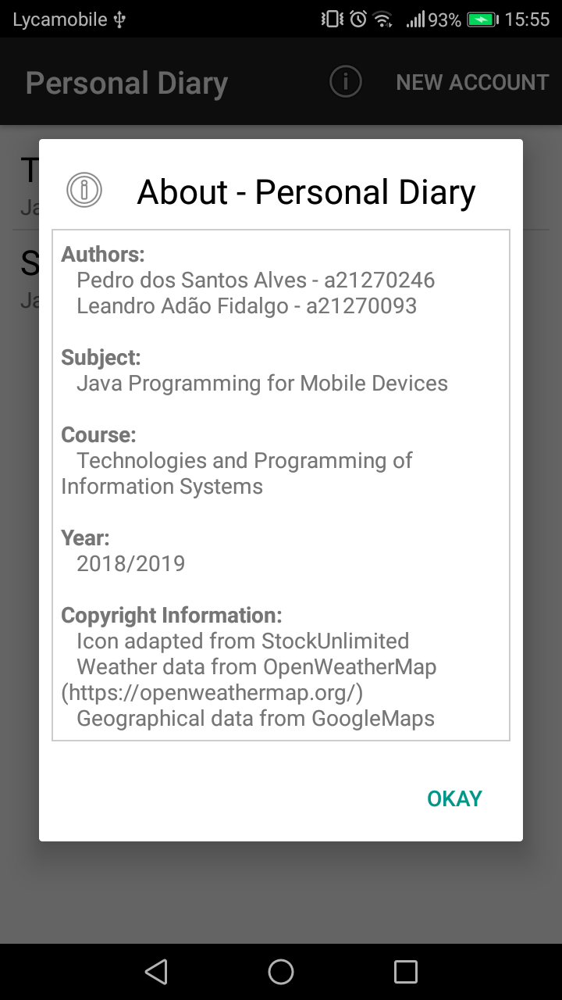 Lycamobile 93% 15:55
Personal Diary NEW ACCOUNT
T
Ja
S
Ja
About - Personal Diary
Authors:
Pedro dos Santos Alves - a21270246
Leandro Adão Fidalgo - a21270093
Subject:
Java Programming for Mobile Devices
Course:
Technologies and Programming of
Information Systems
Year:
2018/2019
Copyright Information:
Icon adapted from StockUnlimited
Weather data from OpenWeatherMap
(https://openweathermap.org/)
Geographical data from GoogleMaps
OKAY